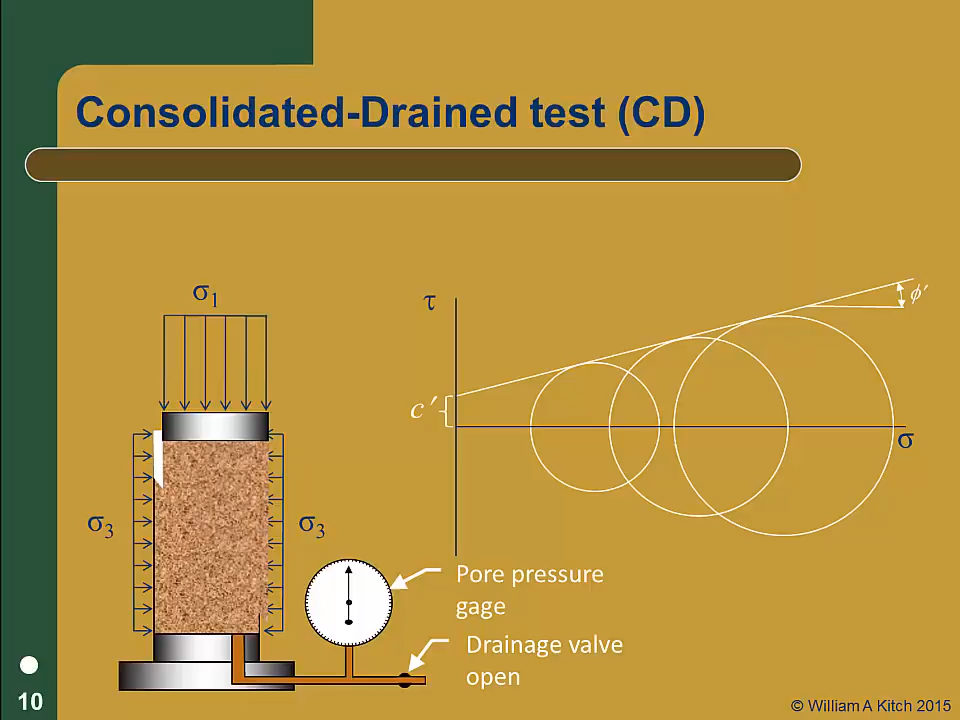 Consolidated-Drained test (CD)
σ1
τ
ϕ′
c′
σ
σ3
σ3
Pore pressure
gage
Drainage valve
open
10
© William A Kitch 2015